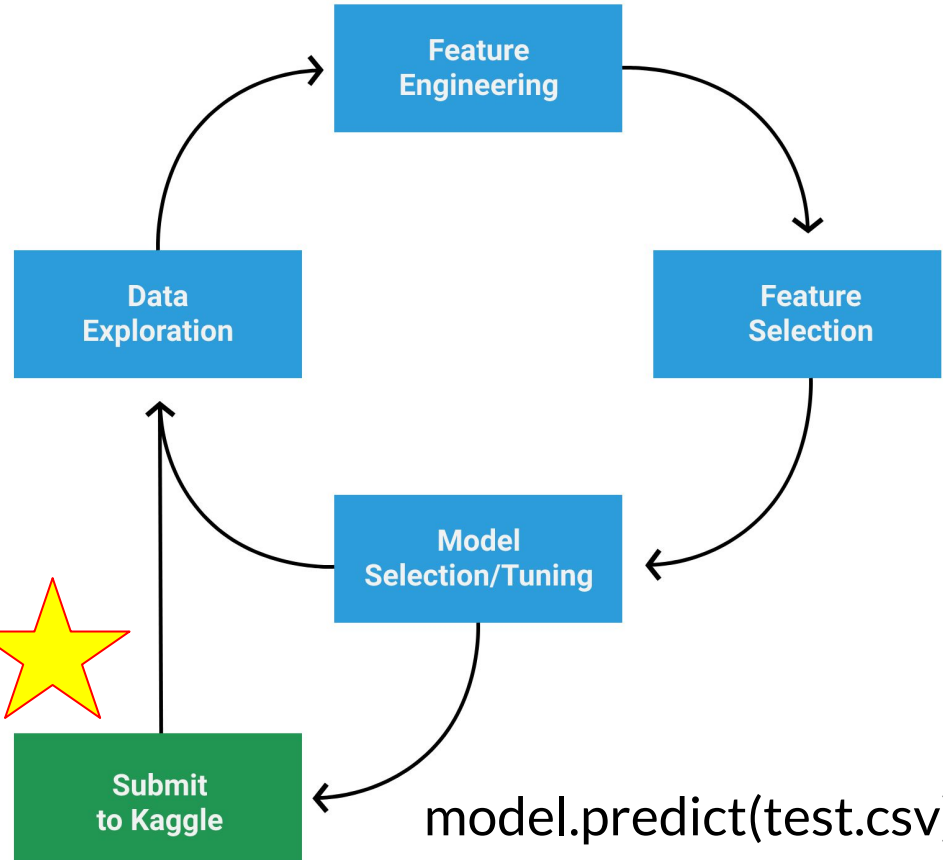 Feature
Engineering
Data
Exploration
Feature
Selection
Model
Selection/Tuning
Submit
to Kaggle
model.predict(test.csv)